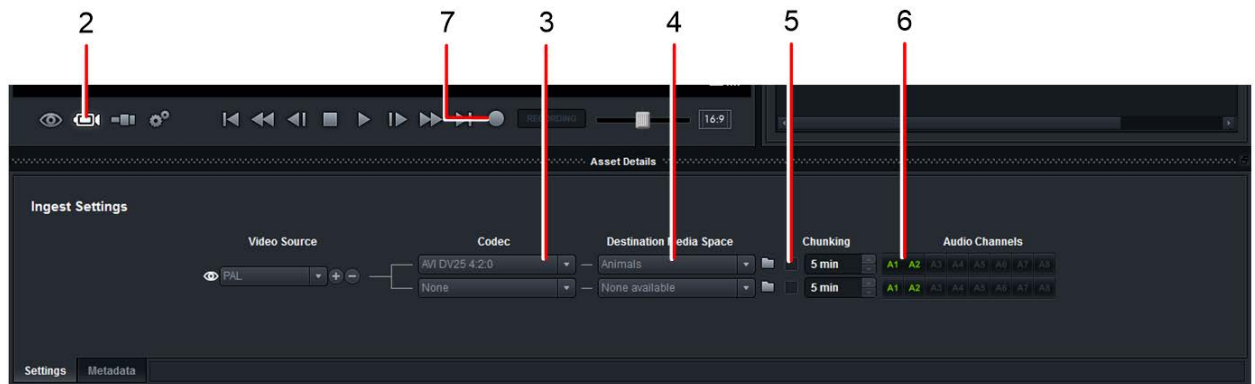 2 7 3 4 5 6
RECORDING 16:9
Asset Details
Ingest Settings
Video Source Codec Destination Media Space Chunking Audio Channels
PAL AVI DV25 4:2:0 Animals 5 min A1 A2 A3 A4 A5 A6 A7 A8
None None available 5 min A1 A2 A3 A4 A5 A6 A7 A8
Settings Metadata